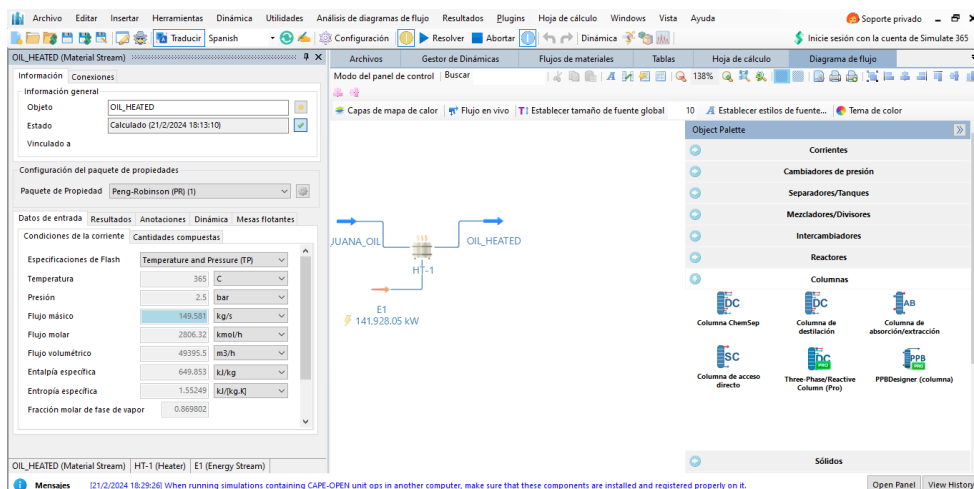 Archivo Editar Insertar Herramientas Dinámica Utilidades Análisis de diagramas de flujo Resultados Plugins Hoja de cálculo Windows Vista Ayuda Soporte privado
Traducir Spanish Configuración Resolver Abortar Dinámica Inicie sesión con la cuenta de Simulate 365
OIL_HEATED (Material Stream)
Archivos Gestor de Dinámicas Flujos de materiales Tablas Hoja de cálculo Diagrama de flujo
Información Conexiones
Modo del panel de control Buscar 138%
Información general
Objeto OIL_HEATED
Estado Calculado (21/2/2024 18:13:10)
Vinculado a
Capas de mapa de calor Flujo en vivo Establecer tamaño de fuente global 10 Establecer estilos de fuente... Tema de color
Configuración del paquete de propiedades
Paquete de Propiedad Peng-Robinson (PR) (1)
Datos de entrada Resultados Anotaciones Dinámica Mesas flotantes
Condiciones de la corriente Cantidades compuestas
Especificaciones de Flash Temperature and Pressure (TP)
Temperatura 365 C
Presión 2.5 bar
Flujo másico 149.581 kg/s
Flujo molar 2806.32 kmol/h
Flujo volumétrico 49395.5 m3/h
Entalpía específica 649.853 kJ/kg
Entropía específica 1.55249 kJ/[kg.K]
Fracción molar de fase de vapor 0.869802
JUANA_OIL OIL_HEATED
HT-1
E1
141,928.05 kW
Object Palette
Corrientes
Cambiadores de presión
Separadores/Tanques
Mezcladores/Divisores
Intercambiadores
Reactores
Columnas
DC DC AB
Columna ChemSep Columna de destilación Columna de absorción/extracción
SC DC PRO PPB PRO
Columna de acceso directo Three-Phase/Reactive Column (Pro) PPBDesigner (columna)
Sólidos
OIL_HEATED (Material Stream) HT-1 (Heater) E1 (Energy Stream)
Mensajes [21/2/2024 18:29:26] When running simulations containing CAPE-OPEN unit ops in another computer, make sure that these components are installed and registered properly on it. Open Panel View History